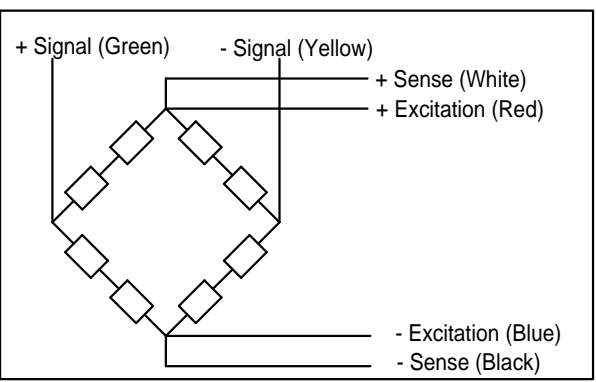 + Signal (Green)
- Signal (Yellow)
+ Sense (White)
+ Excitation (Red)
- Excitation (Blue)
- Sense (Black)